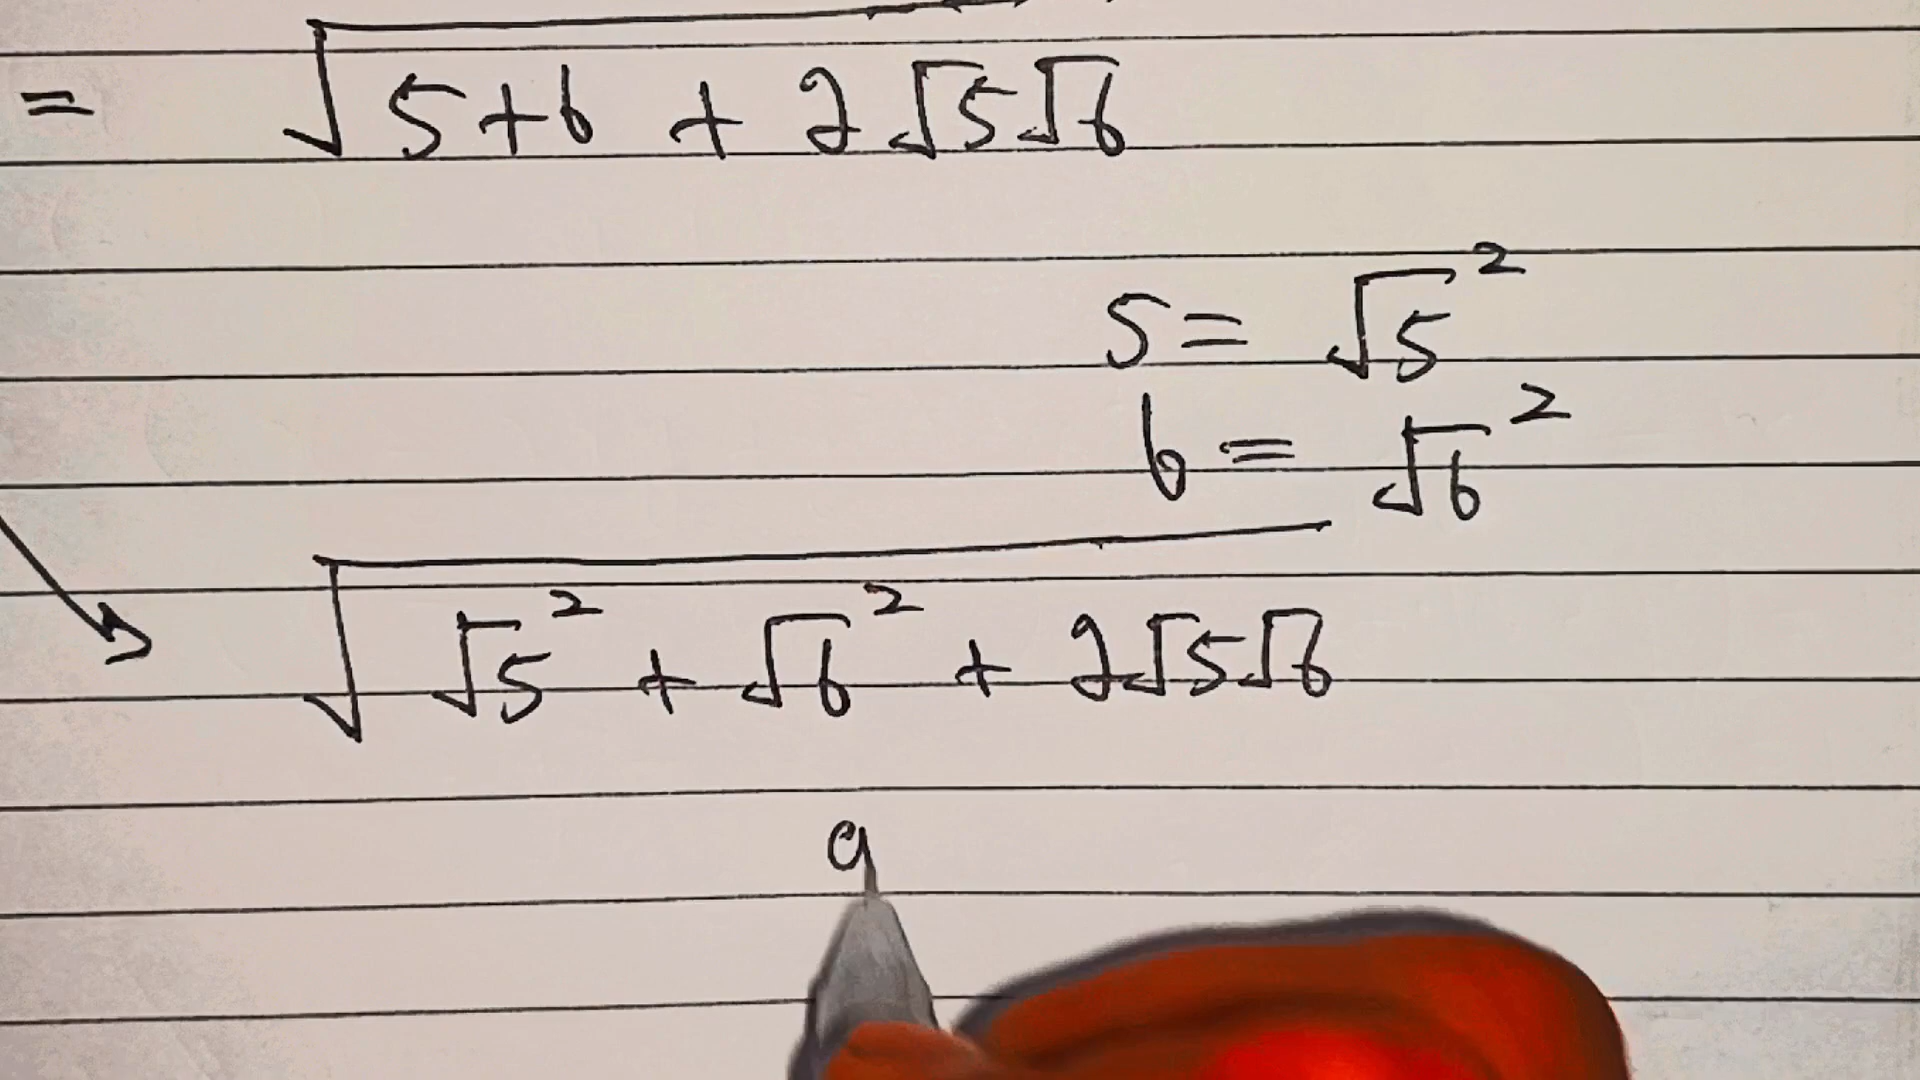 = √5+6 + 2√5√6
5 = √5²
6 = √6²
√√5² + √6² + 2√5√6
a